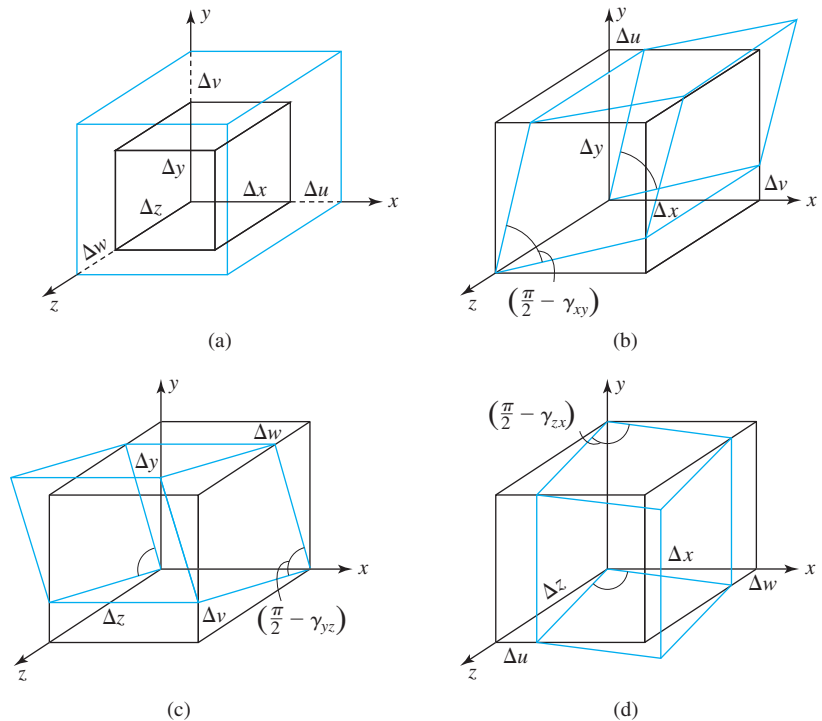 y
Δv
Δy
Δx
Δu
x
Δz
Δw
z
(a)
y
Δu
Δy
Δx
Δv
x
z
(π/2 − γxy)
(b)
y
Δw
Δy
x
Δz
Δv
(π/2 − γyz)
z
(c)
y
(π/2 − γzx)
Δx
x
Δz
Δw
Δu
z
(d)